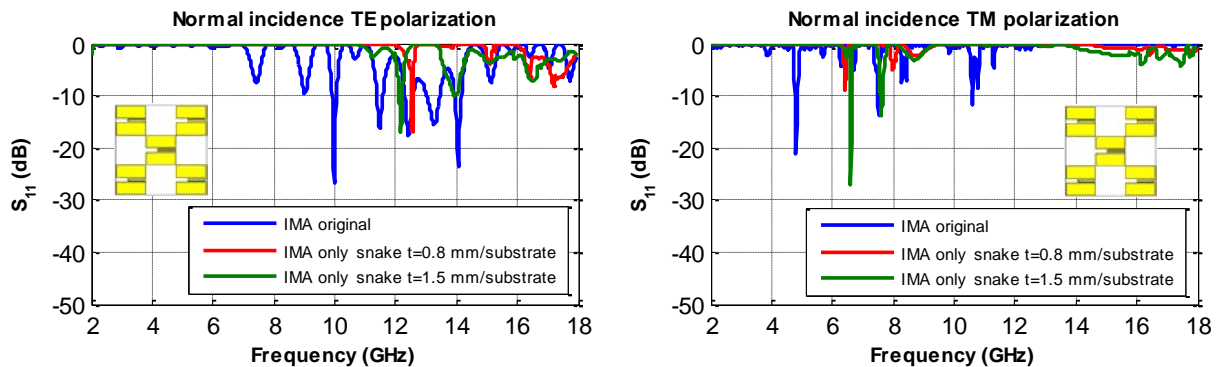 Normal incidence TE polarization
0
-10
-20
-30
-40
-50
S11 (dB)
IMA original
IMA only snake t=0.8 mm/substrate
IMA only snake t=1.5 mm/substrate
2 4 6 8 10 12 14 16 18
Frequency (GHz)
Normal incidence TM polarization
0
-10
-20
-30
-40
-50
S11 (dB)
IMA original
IMA only snake t=0.8 mm/substrate
IMA only snake t=1.5 mm/substrate
2 4 6 8 10 12 14 16 18
Frequency (GHz)